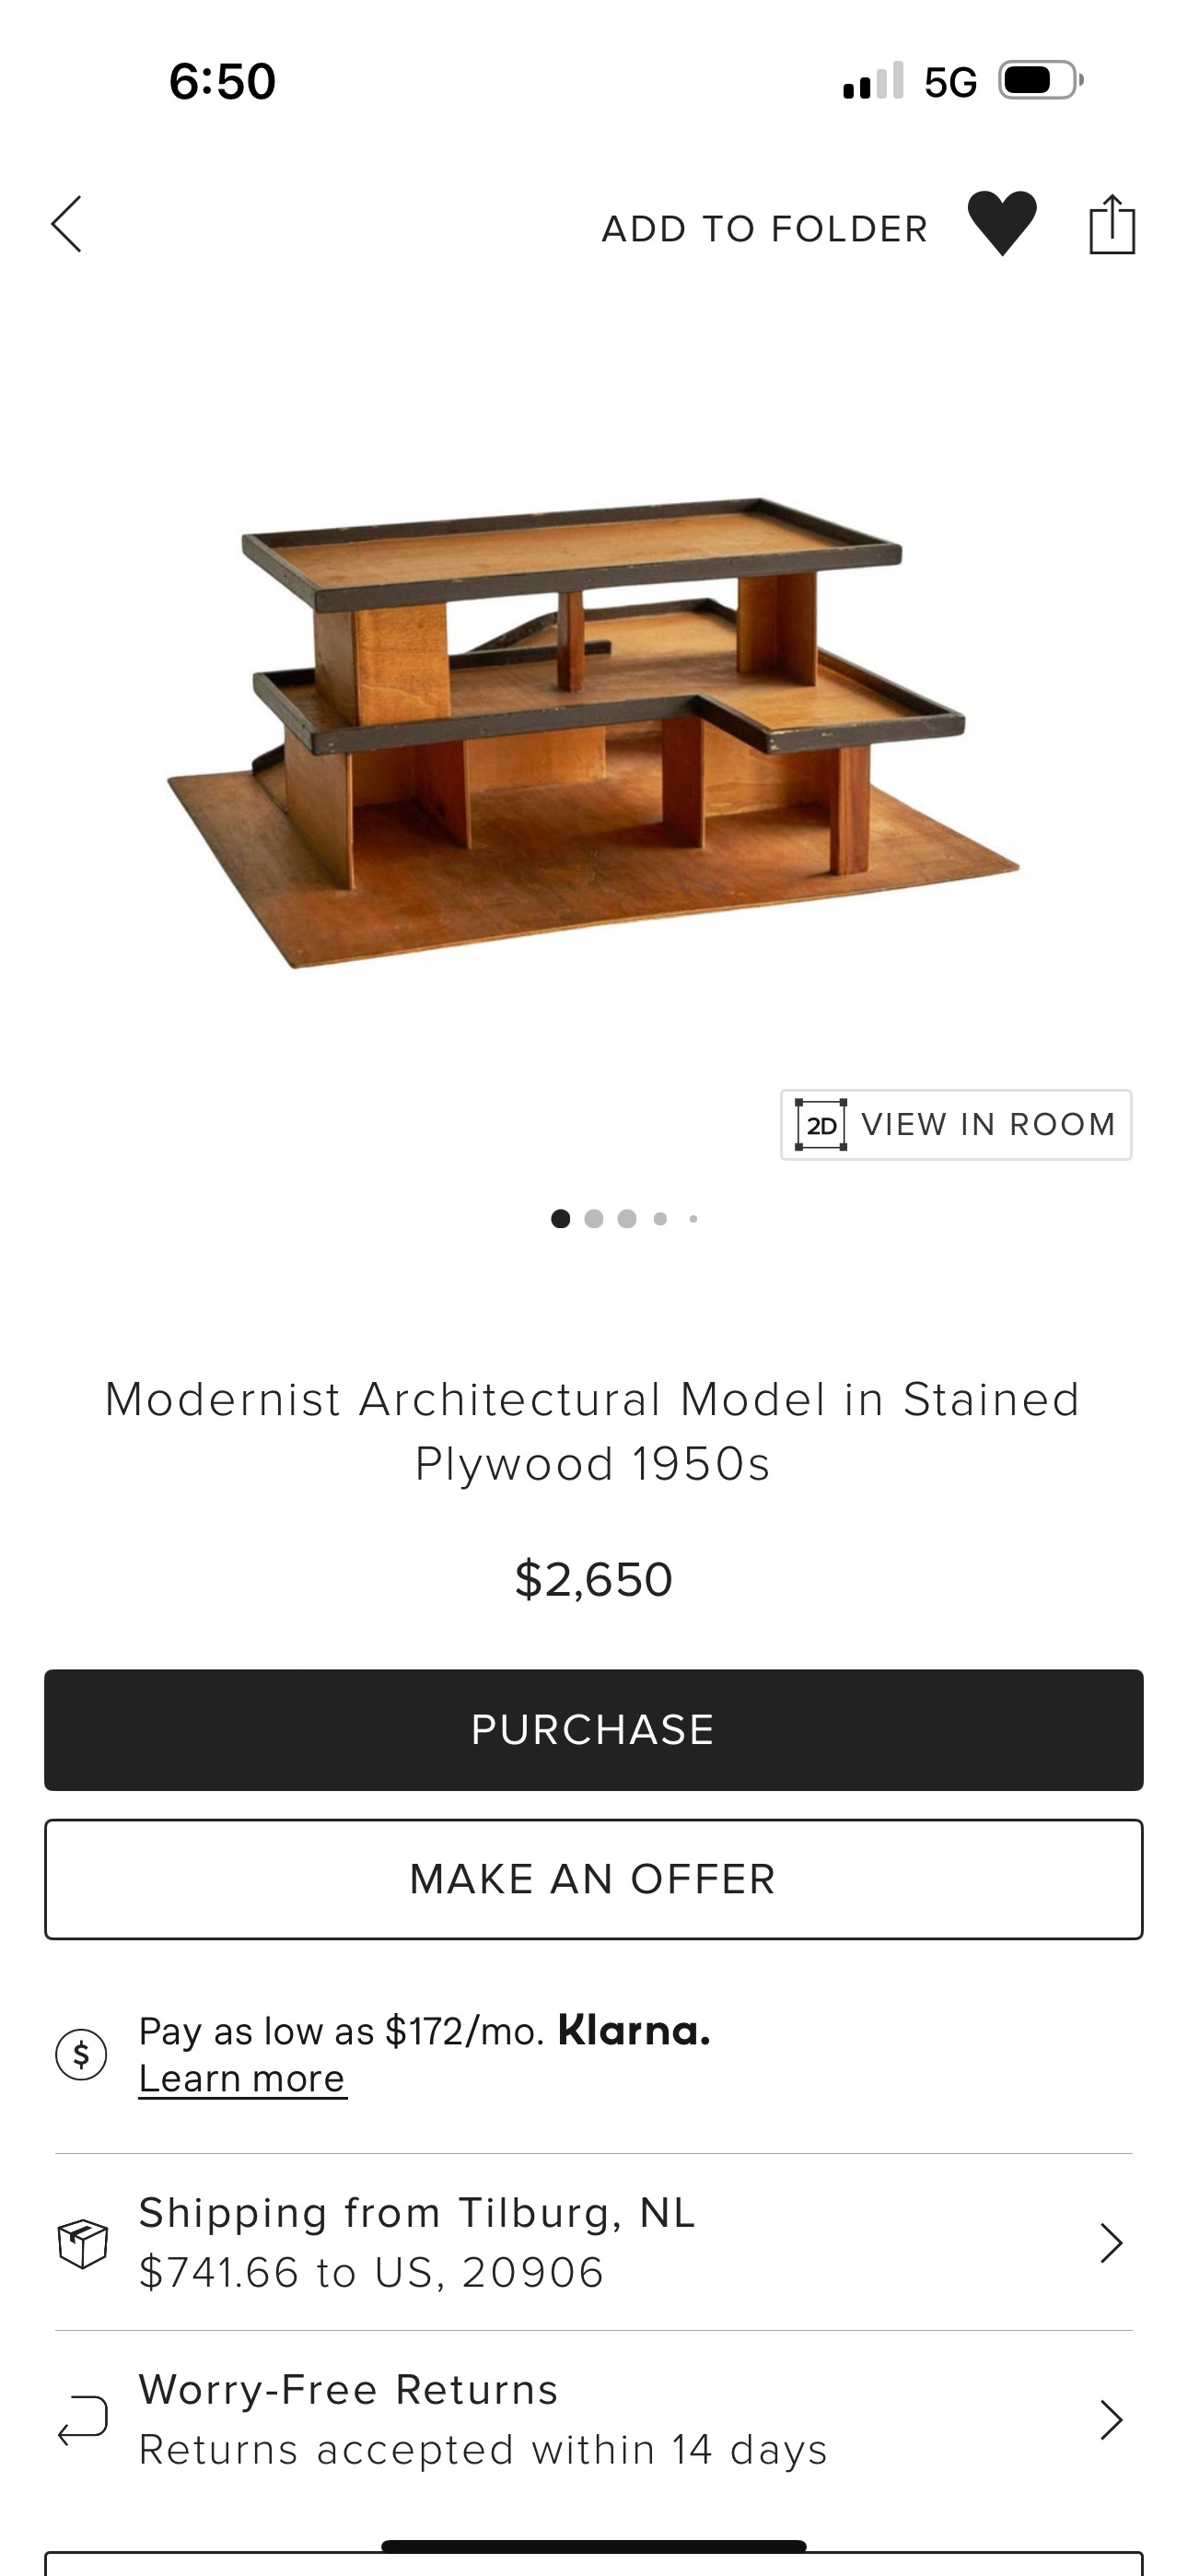 6:50
5G
ADD TO FOLDER
2D VIEW IN ROOM
Modernist Architectural Model in Stained
Plywood 1950s
$2,650
PURCHASE
MAKE AN OFFER
$
Pay as low as $172/mo. Klarna.
Learn more
Shipping from Tilburg, NL
$741.66 to US, 20906
Worry-Free Returns
Returns accepted within 14 days